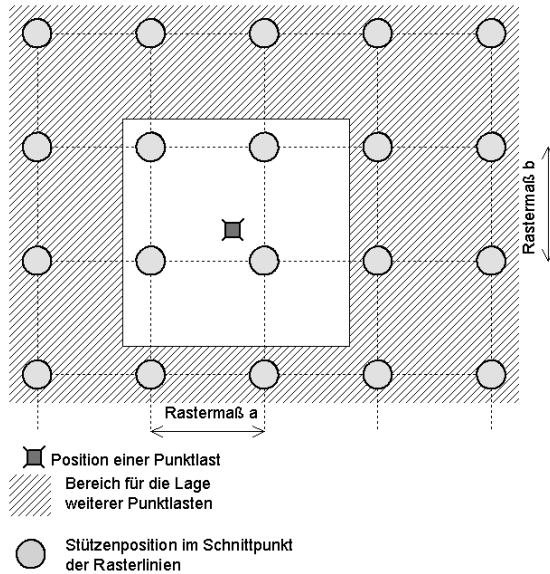 Rastermaß b
Rastermaß a
Position einer Punktlast
Bereich für die Lage
weiterer Punktlasten
Stützenposition im Schnittpunkt
der Rasterlinien